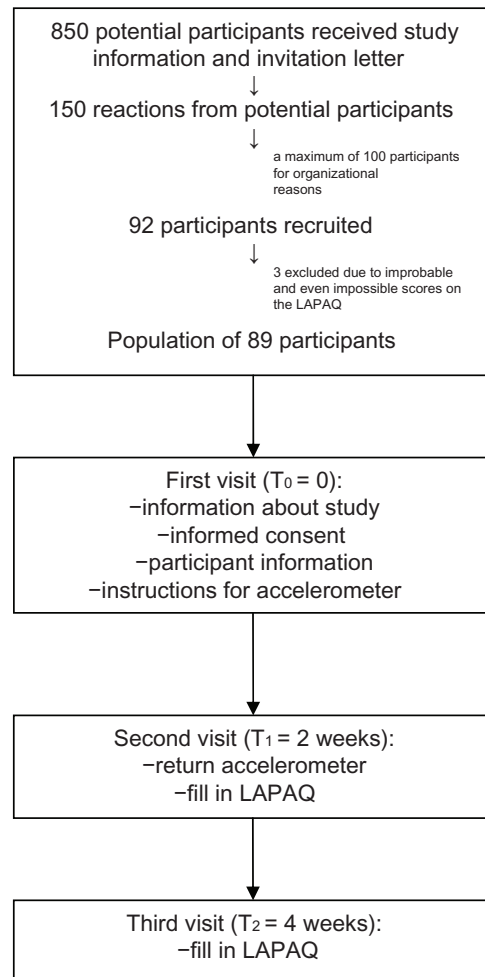 850 potential participants received study
information and invitation letter
↓
150 reactions from potential participants
↓
a maximum of 100 participants
for organizational
reasons
92 participants recruited
↓
3 excluded due to improbable
and even impossible scores on
the LAPAQ
Population of 89 participants
First visit (T₀ = 0):
−information about study
−informed consent
−participant information
−instructions for accelerometer
Second visit (T₁ = 2 weeks):
−return accelerometer
−fill in LAPAQ
Third visit (T₂ = 4 weeks):
−fill in LAPAQ